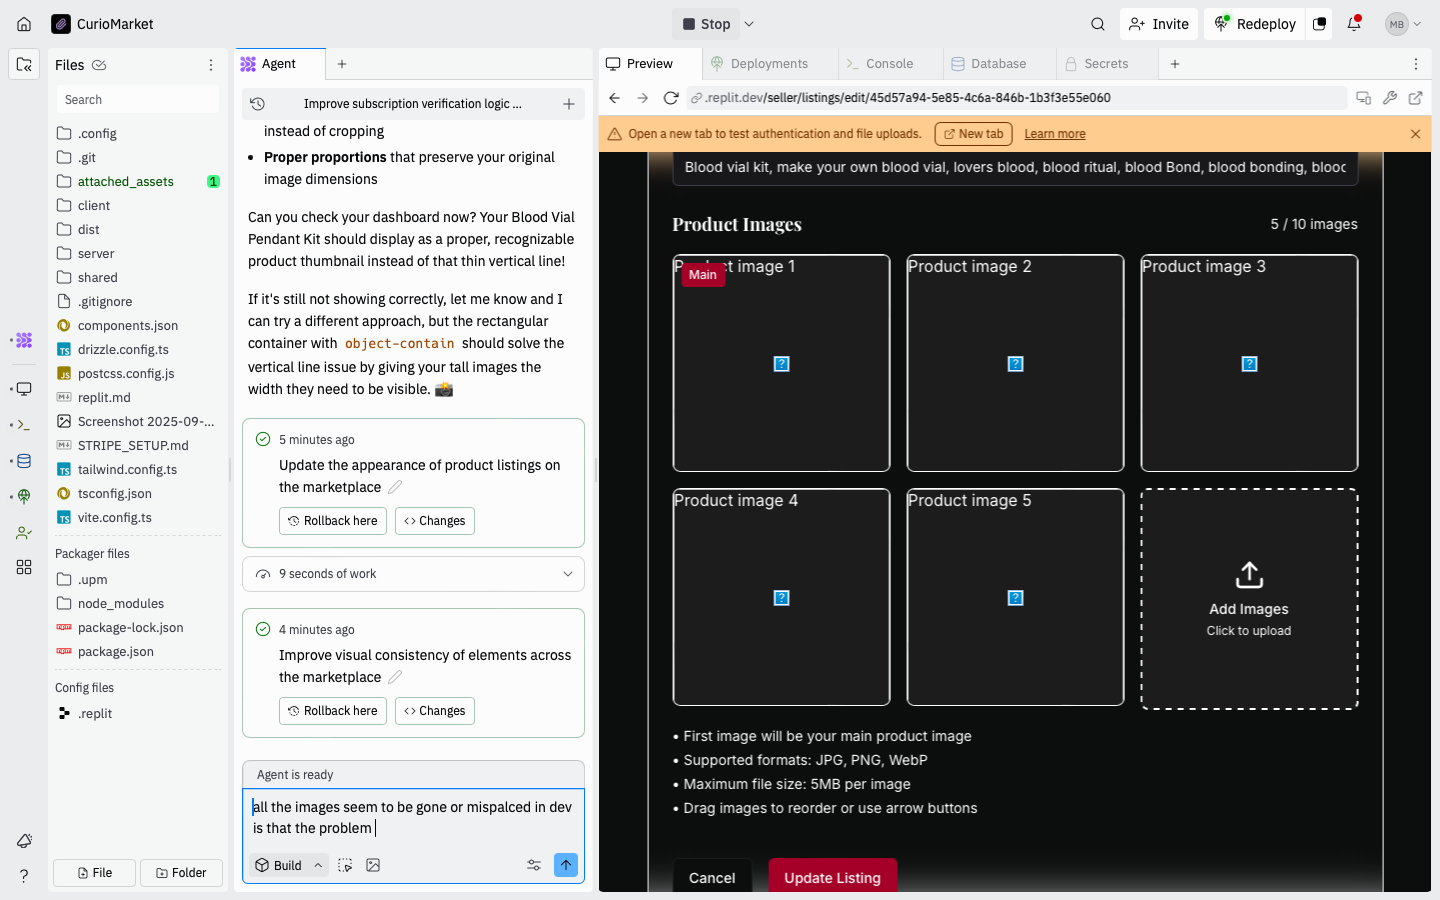 CurioMarket
Stop
Invite
Redeploy
MB
Files
Search
.config
.git
attached_assets
1
client
dist
server
shared
.gitignore
components.json
TS
drizzle.config.ts
JS
postcss.config.js
replit.md
Screenshot 2025-09-...
STRIPE_SETUP.md
TS
tailwind.config.ts
tsconfig.json
TS
vite.config.ts
Packager files
.upm
node_modules
package-lock.json
package.json
Config files
.replit
File
Folder
Agent
Improve subscription verification logic ...
instead of cropping
• Proper proportions that preserve your original
image dimensions
Can you check your dashboard now? Your Blood Vial
Pendant Kit should display as a proper, recognizable
product thumbnail instead of that thin vertical line!
If it's still not showing correctly, let me know and I
can try a different approach, but the rectangular
container with object-contain should solve the
vertical line issue by giving your tall images the
width they need to be visible. 📸
5 minutes ago
Update the appearance of product listings on
the marketplace
Rollback here
Changes
9 seconds of work
4 minutes ago
Improve visual consistency of elements across
the marketplace
Rollback here
Changes
Agent is ready
all the images seem to be gone or mispalced in dev
is that the problem
Build
Preview
Deployments
Console
Database
Secrets
.replit.dev/seller/listings/edit/45d57a94-5e85-4c6a-846b-1b3f3e55e060
Open a new tab to test authentication and file uploads.
New tab
Learn more
Blood vial kit, make your own blood vial, lovers blood, blood ritual, blood Bond, blood bonding, blooc
Product Images
5 / 10 images
Product image 1
Main
Product image 2
Product image 3
Product image 4
Product image 5
Add Images
Click to upload
• First image will be your main product image
• Supported formats: JPG, PNG, WebP
• Maximum file size: 5MB per image
• Drag images to reorder or use arrow buttons
Cancel
Update Listing